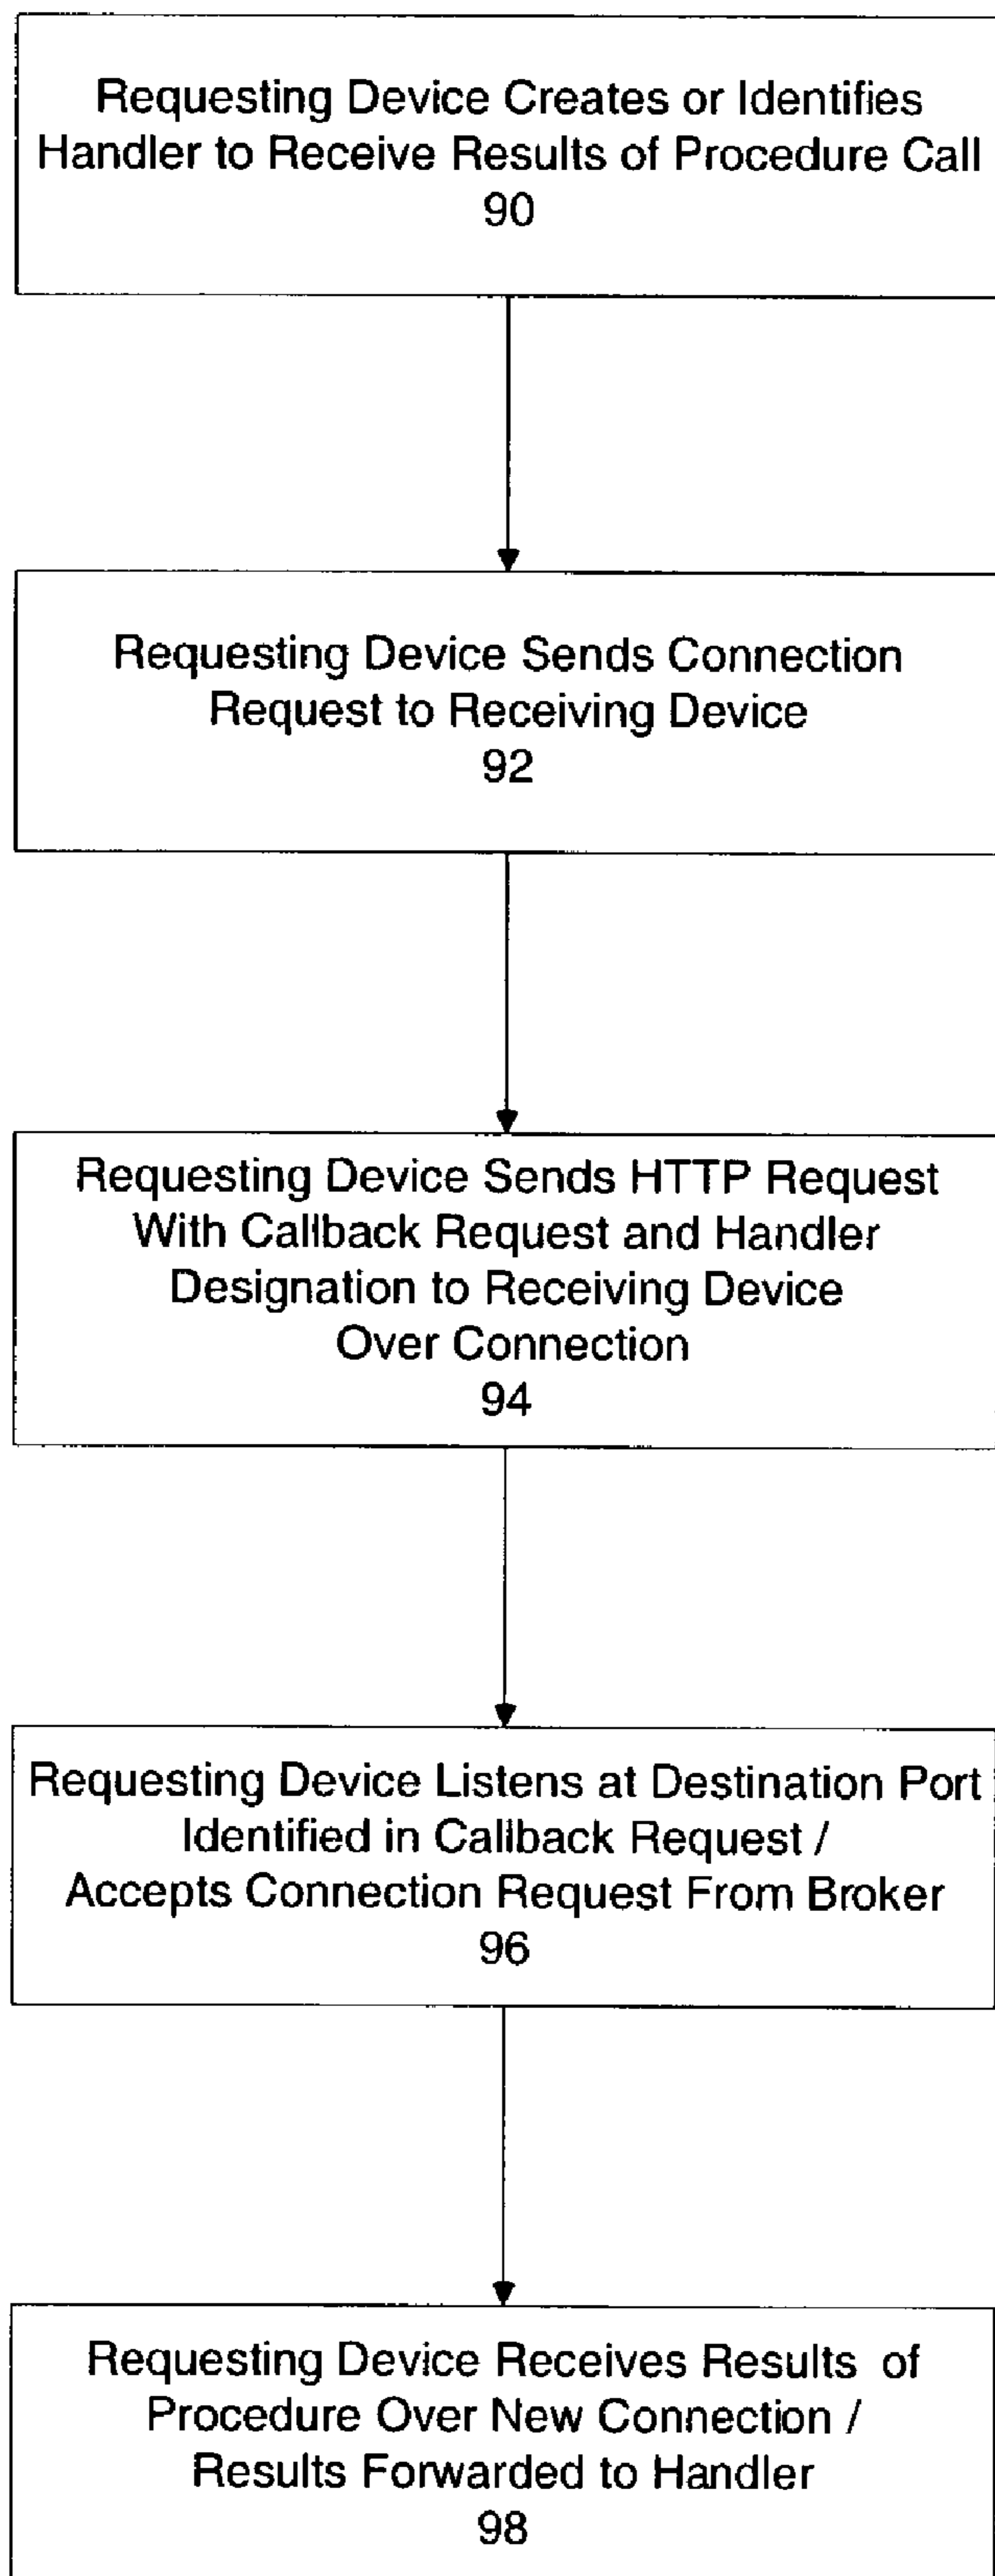 Requesting Device Creates or Identifies
Handler to Receive Results of Procedure Call
90
Requesting Device Sends Connection
Request to Receiving Device
92
Requesting Device Sends HTTP Request
With Callback Request and Handler
Designation to Receiving Device
Over Connection
94
Requesting Device Listens at Destination Port
Identified in Callback Request /
Accepts Connection Request From Broker
96
Requesting Device Receives Results of
Procedure Over New Connection /
Results Forwarded to Handler
98